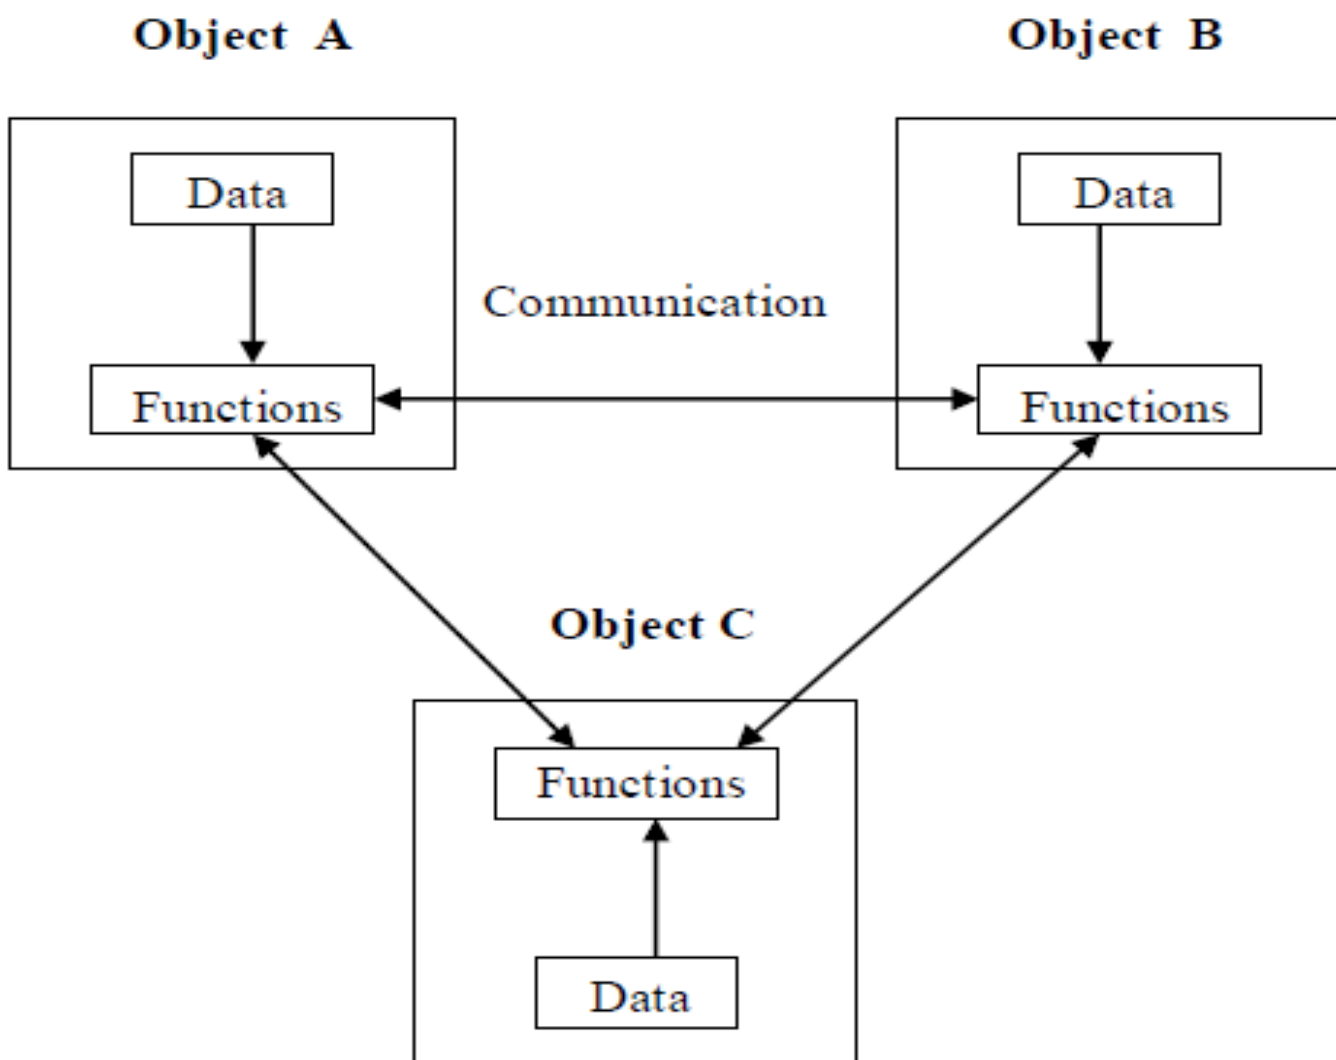 Object A
Object B
Data
Data
Communication
Functions
Functions
Object C
Functions
Data